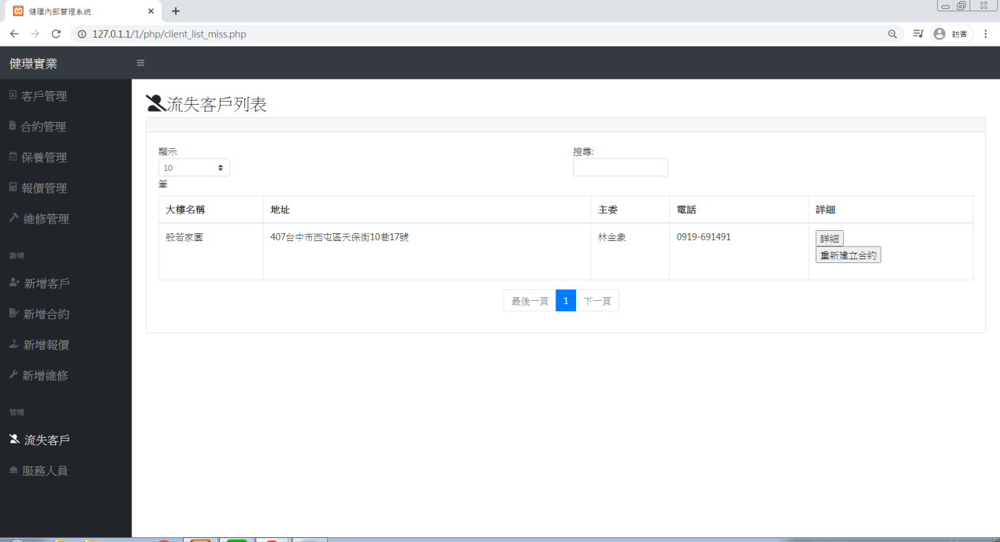 健環內部管理系統
127.0.1.1/1/php/client_list_miss.php
訪客
健璟實業
客戶管理
合約管理
保養管理
報價管理
維修管理
新增
新增客戶
新增合約
新增報價
新增維修
管理
流失客戶
服務人員
流失客戶列表
顯示
10
筆
搜尋:
大樓名稱 地址 主委 電話 詳細
般若家園 407台中市西屯區天保街10巷17號 林金象 0919-691491 詳細
重新建立合約
最後一頁 1 下一頁